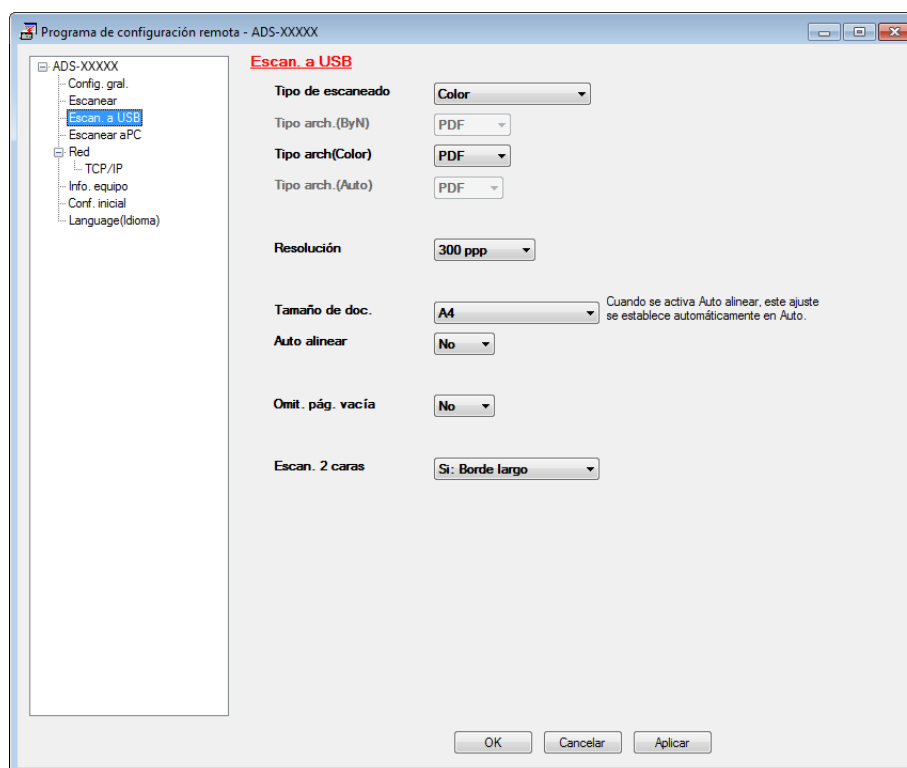 Programa de configuración remota - ADS-XXXXX
ADS-XXXXX
Config. gral.
Escanear
Escan. a USB
Escanear aPC
Red
TCP/IP
Info. equipo
Conf. inicial
Language(Idioma)
Escan. a USB
Tipo de escaneado Color
Tipo arch.(ByN) PDF
Tipo arch(Color) PDF
Tipo arch.(Auto) PDF
Resolución 300 ppp
Tamaño de doc. A4 Cuando se activa Auto alinear, este ajuste
se establece automáticamente en Auto.
Auto alinear No
Omit. pág. vacía No
Escan. 2 caras Si: Borde largo
OK Cancelar Aplicar